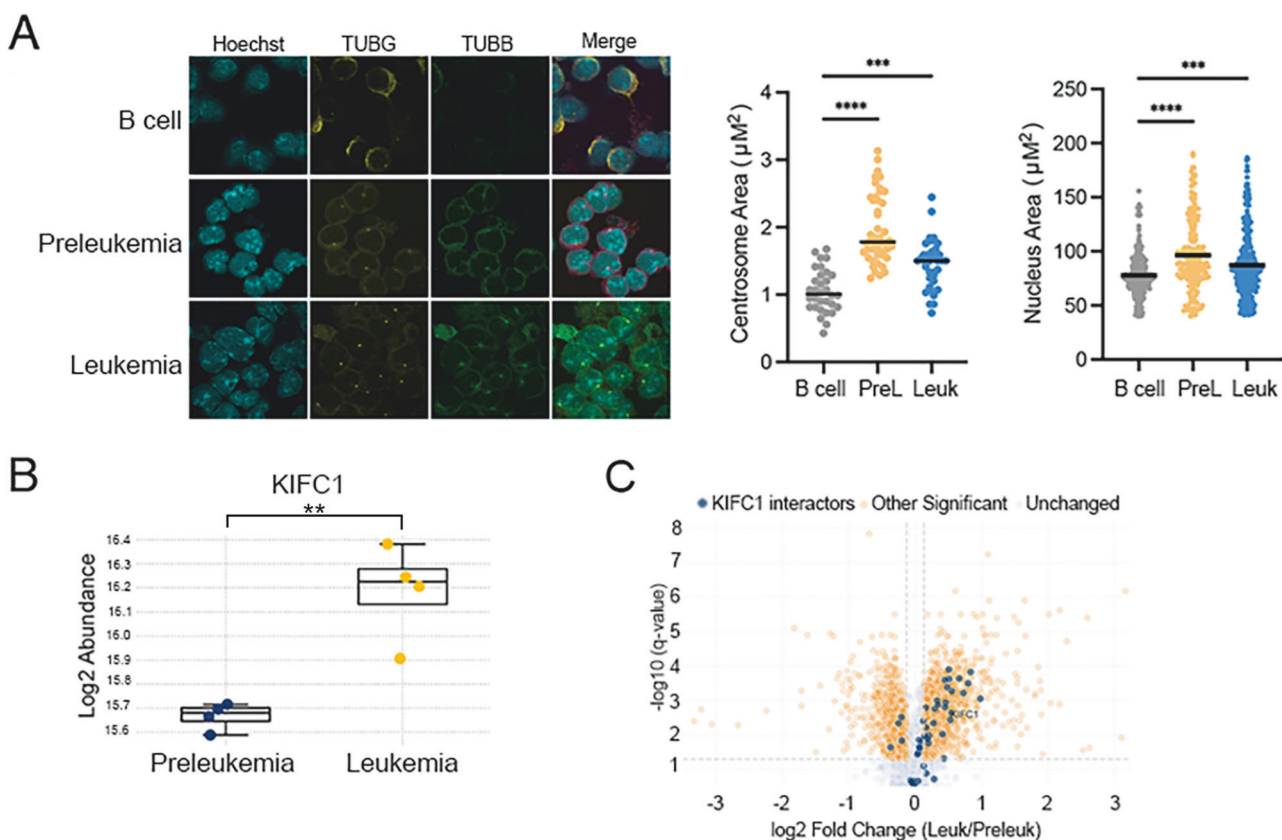 A
Hoechst TUBG TUBB Merge
B cell
Preleukemia
Leukemia
*** 
****
Centrosome Area ( µM²)
4
3
2
1
0
B cell PreL Leuk
***
****
Nucleus Area ( µM²)
250
200
150
100
50
0
B cell PreL Leuk
B
KIFC1
**
Log2 Abundance
16.4
16.3
16.2
16.1
16.0
15.9
15.8
15.7
15.6
Preleukemia Leukemia
C
KIFC1 interactors Other Significant Unchanged
-log10 (q-value)
8
7
6
5
4
3
2
1
KIFC1
-3 -2 -1 0 1 2 3
log2 Fold Change (Leuk/Preleuk)